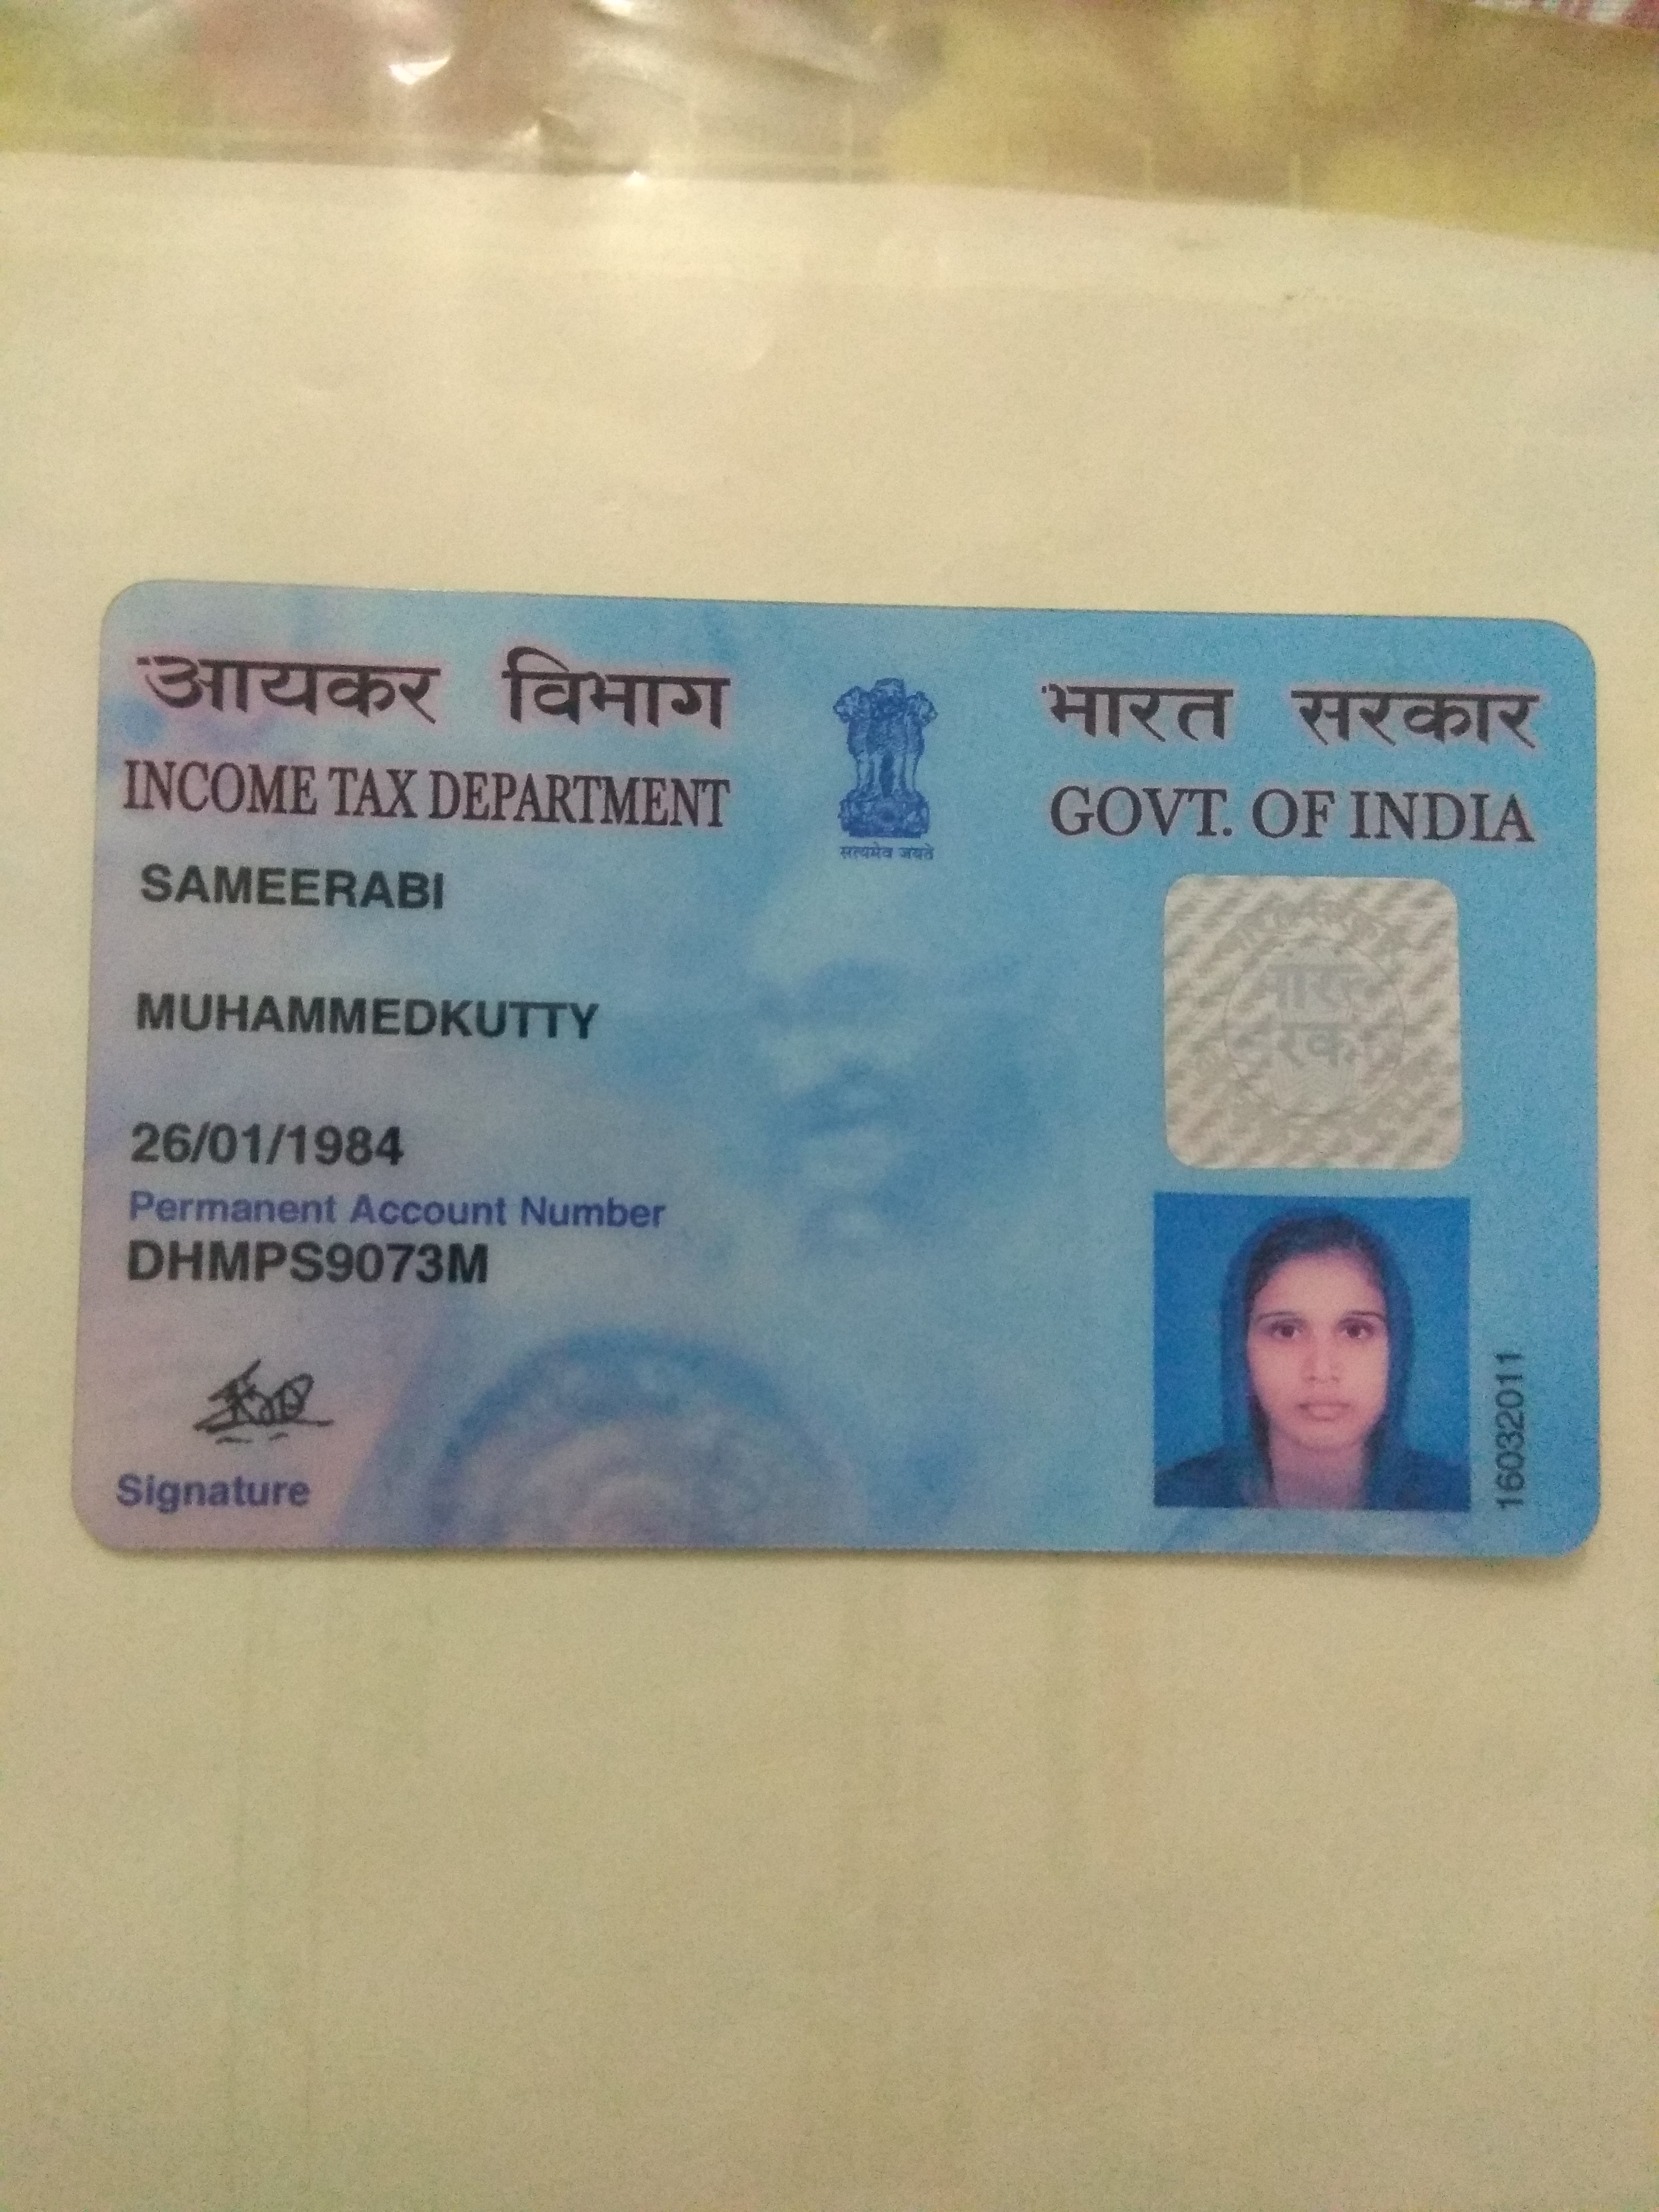 आयकर विभाग
INCOME TAX DEPARTMENT
सत्यमेव जयते
भारत सरकार
GOVT. OF INDIA
SAMEERABI
MUHAMMEDKUTTY
26/01/1984
Permanent Account Number
DHMPS9073M
Signature
16032011